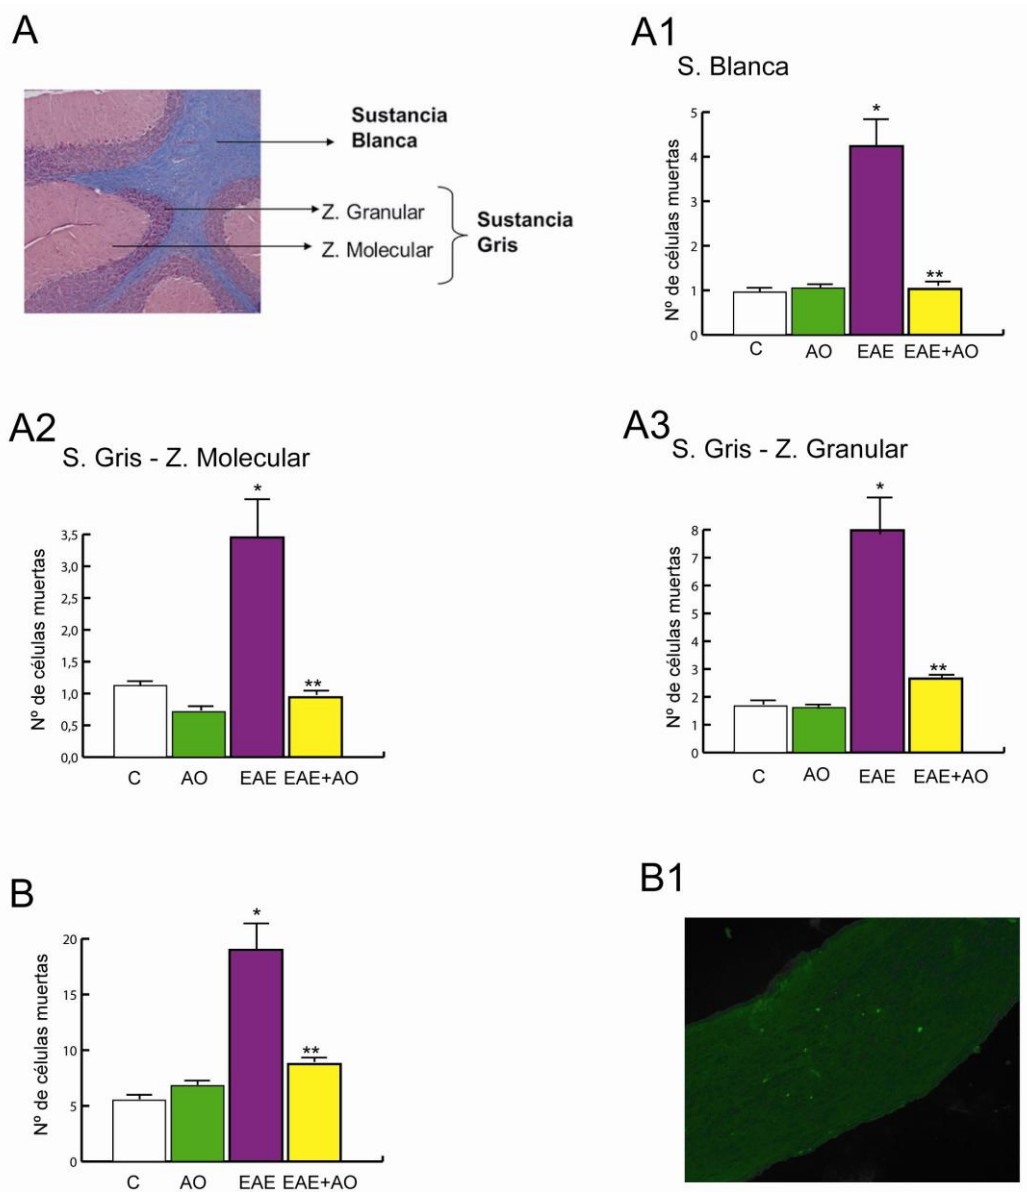 A
Sustancia
Blanca
Z. Granular
Z. Molecular
Sustancia
Gris
A1
S. Blanca
Nº de células muertas
5
4
3
2
1
0
*
**
C AO EAE EAE+AO
A2
S. Gris - Z. Molecular
Nº de células muertas
3,5
3,0
2,5
2,0
1,5
1,0
0,5
0,0
*
**
C AO EAE EAE+AO
A3
S. Gris - Z. Granular
Nº de células muertas
8
7
6
5
4
3
2
1
0
*
**
C AO EAE EAE+AO
B
Nº de células muertas
20
15
10
5
0
*
**
C AO EAE EAE+AO
B1